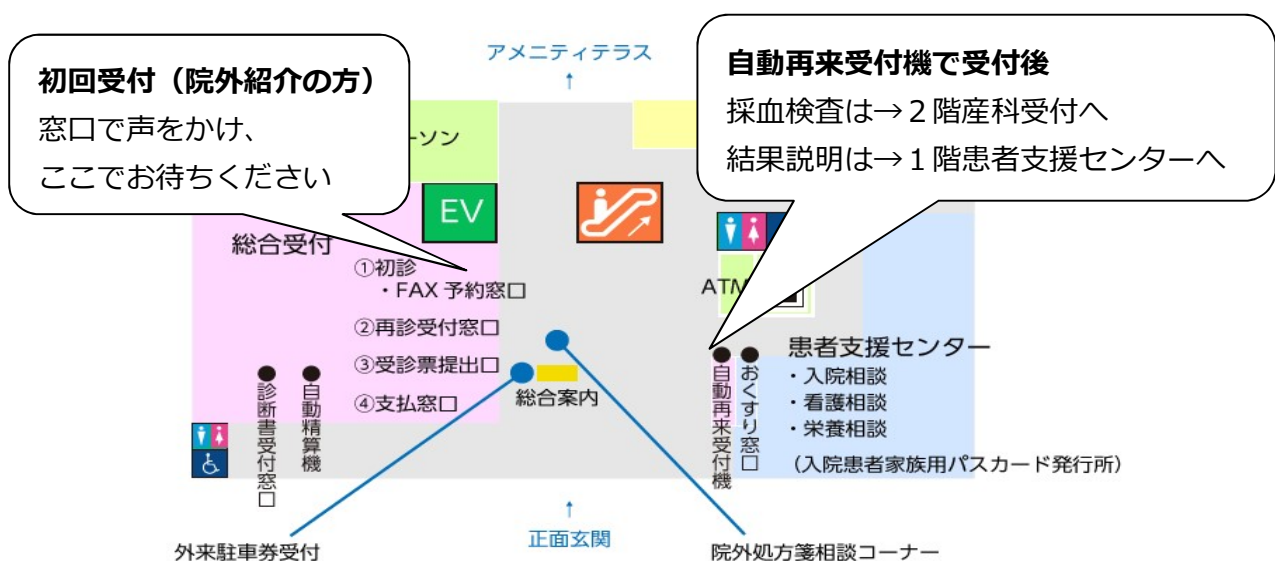 アメニティテラス
↑
初回受付（院外紹介の方）
窓口で声をかけ、
ここでお待ちください
自動再来受付機で受付後
採血検査は→２階産科受付へ
結果説明は→１階患者支援センターへ
ーソン
EV
総合受付
①初診
・FAX 予約窓口
②再診受付窓口
③受診票提出口
④支払窓口
診断書受付窓口
自動精算機
総合案内
ATM
自動再来受付機
おくすり窓口
患者支援センター
・入院相談
・看護相談
・栄養相談
（入院患者家族用パスカード発行所）
↑
正面玄関
外来駐車券受付
院外処方箋相談コーナー